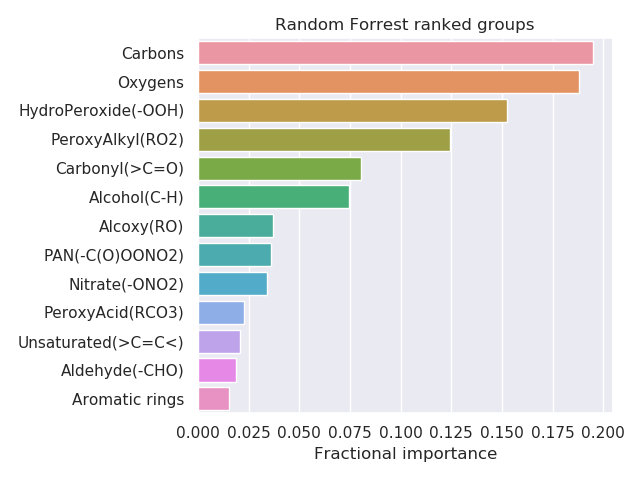 Random Forrest ranked groups
Carbons
Oxygens
HydroPeroxide(-OOH)
PeroxyAlkyl(RO2)
Carbonyl(>C=O)
Alcohol(C-H)
Alcoxy(RO)
PAN(-C(O)OONO2)
Nitrate(-ONO2)
PeroxyAcid(RCO3)
Unsaturated(>C=C<)
Aldehyde(-CHO)
Aromatic rings
0.000 0.025 0.050 0.075 0.100 0.125 0.150 0.175 0.200
Fractional importance